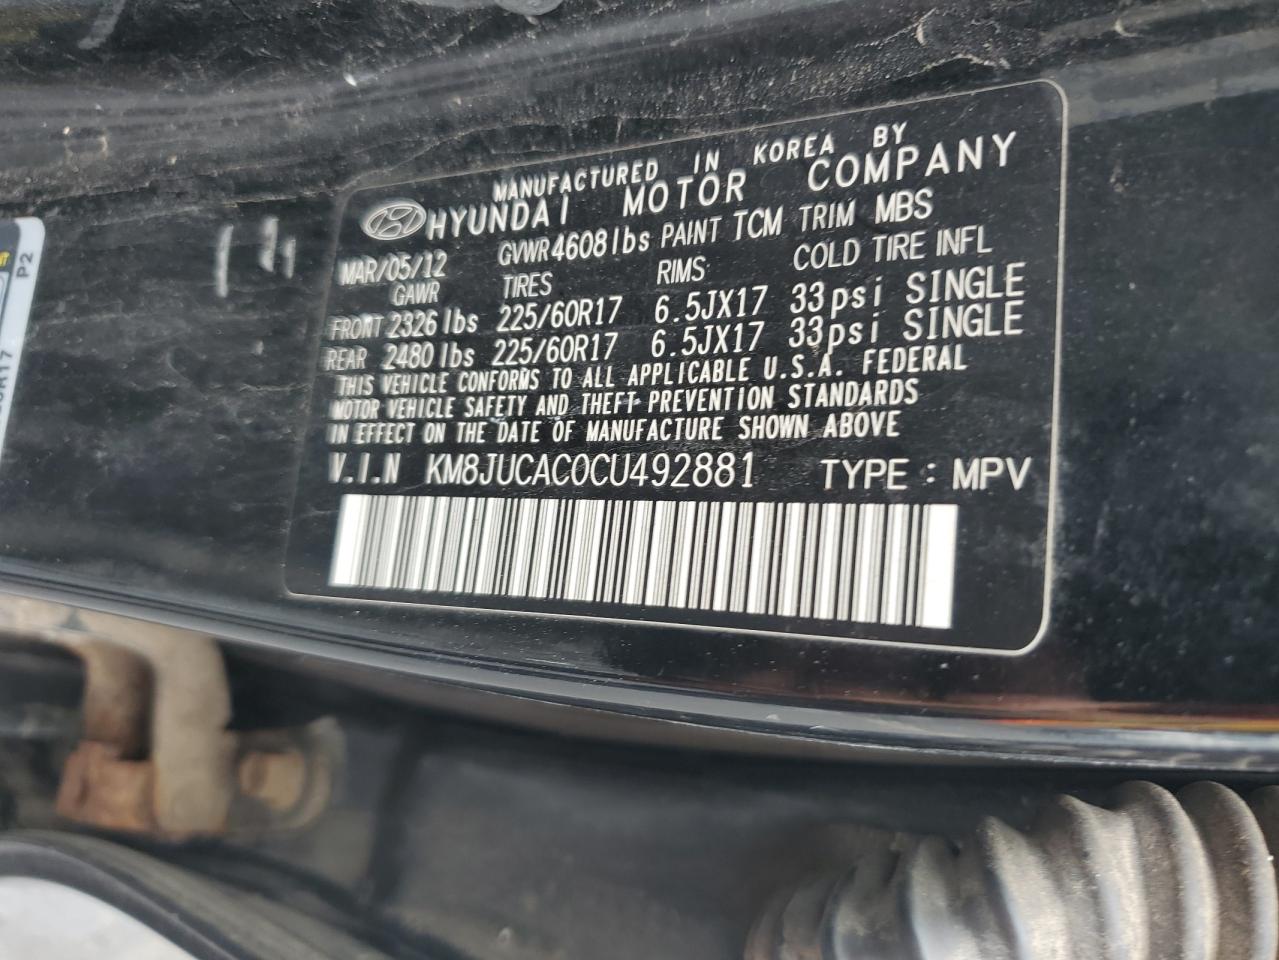 MANUFACTURED IN KOREA BY
HYUNDAI MOTOR COMPANY
MAR/05/12 GVWR 4608lbs PAINT TCM TRIM MBS
GAWR TIRES RIMS COLD TIRE INFL
FRONT 2326 lbs 225/60R17 6.5JX17 33psi SINGLE
REAR 2480 lbs 225/60R17 6.5JX17 33psi SINGLE
THIS VEHICLE CONFORMS TO ALL APPLICABLE U.S.A. FEDERAL
MOTOR VEHICLE SAFETY AND THEFT PREVENTION STANDARDS
IN EFFECT ON THE DATE OF MANUFACTURE SHOWN ABOVE
V.I.N KM8JUCAC0CU492881 TYPE : MPV
P2